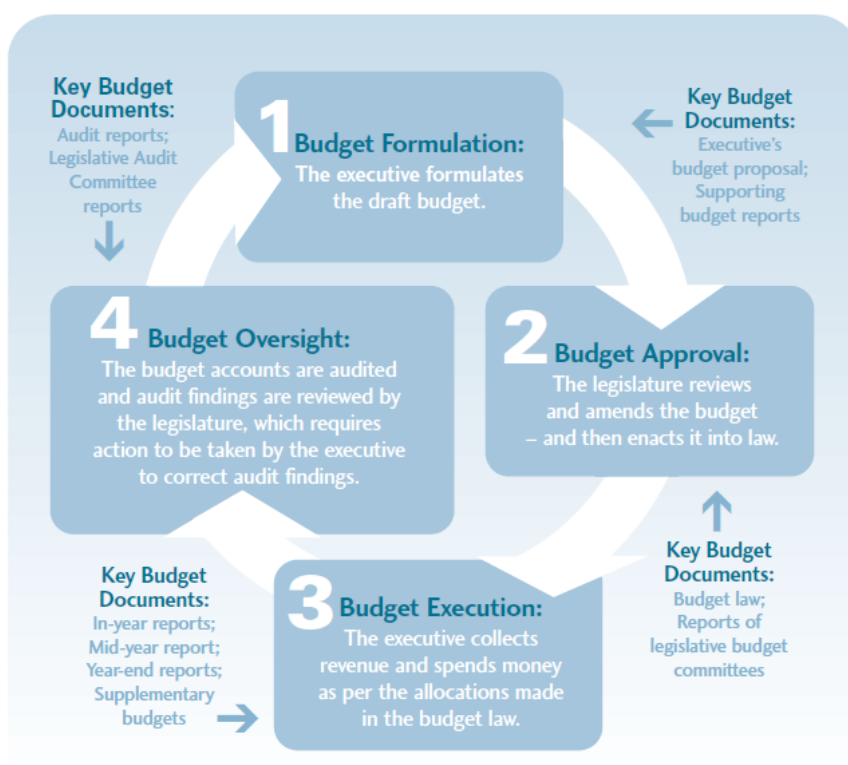 1
Budget Formulation:
The executive formulates
the draft budget.
Key Budget
Documents:
Executive's
budget proposal;
Supporting
budget reports
2
Budget Approval:
The legislature reviews
and amends the budget
– and then enacts it into law.
Key Budget
Documents:
Budget law;
Reports of
legislative budget
committees
3
Budget Execution:
The executive collects
revenue and spends money
as per the allocations made
in the budget law.
Key Budget
Documents:
In-year reports;
Mid-year report;
Year-end reports;
Supplementary
budgets
4
Budget Oversight:
The budget accounts are audited
and audit findings are reviewed by
the legislature, which requires
action to be taken by the executive
to correct audit findings.
Key Budget
Documents:
Audit reports;
Legislative Audit
Committee
reports